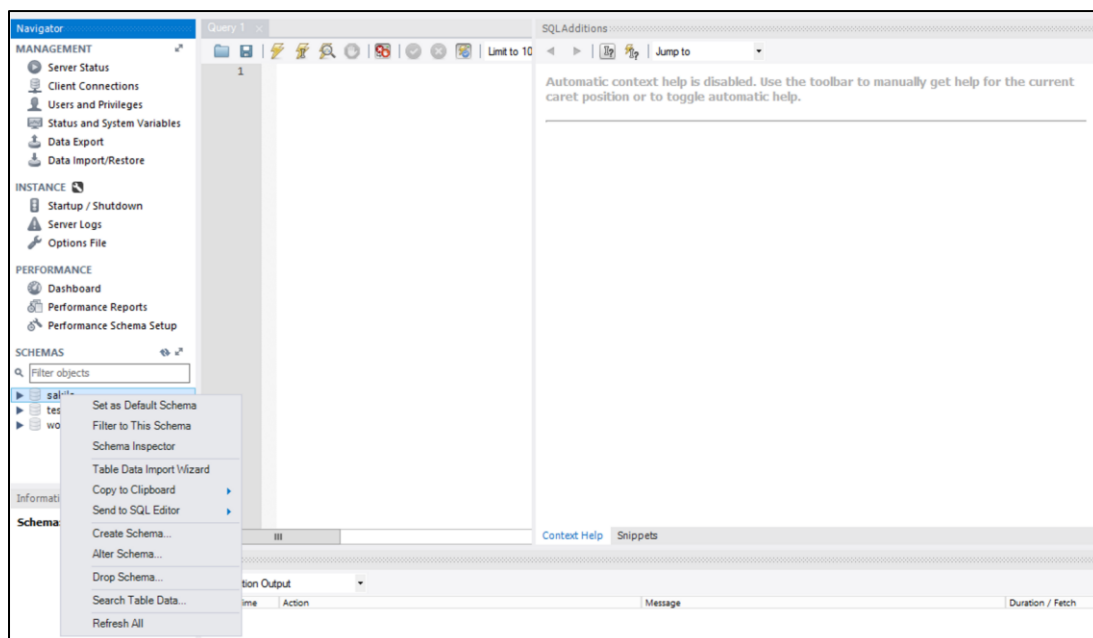 Navigator
MANAGEMENT
Server Status
Client Connections
Users and Privileges
Status and System Variables
Data Export
Data Import/Restore
INSTANCE
Startup / Shutdown
Server Logs
Options File
PERFORMANCE
Dashboard
Performance Reports
Performance Schema Setup
SCHEMAS
Filter objects
Set as Default Schema
Filter to This Schema
Schema Inspector
Table Data Import Wizard
Copy to Clipboard
Send to SQL Editor
Create Schema...
Alter Schema...
Drop Schema...
Search Table Data...
Refresh All
Query 1
Limit to 10
1
SQLAdditions
Jump to
Automatic context help is disabled. Use the toolbar to manually get help for the current
caret position or to toggle automatic help.
Context Help Snippets
Output
Action Message Duration / Fetch